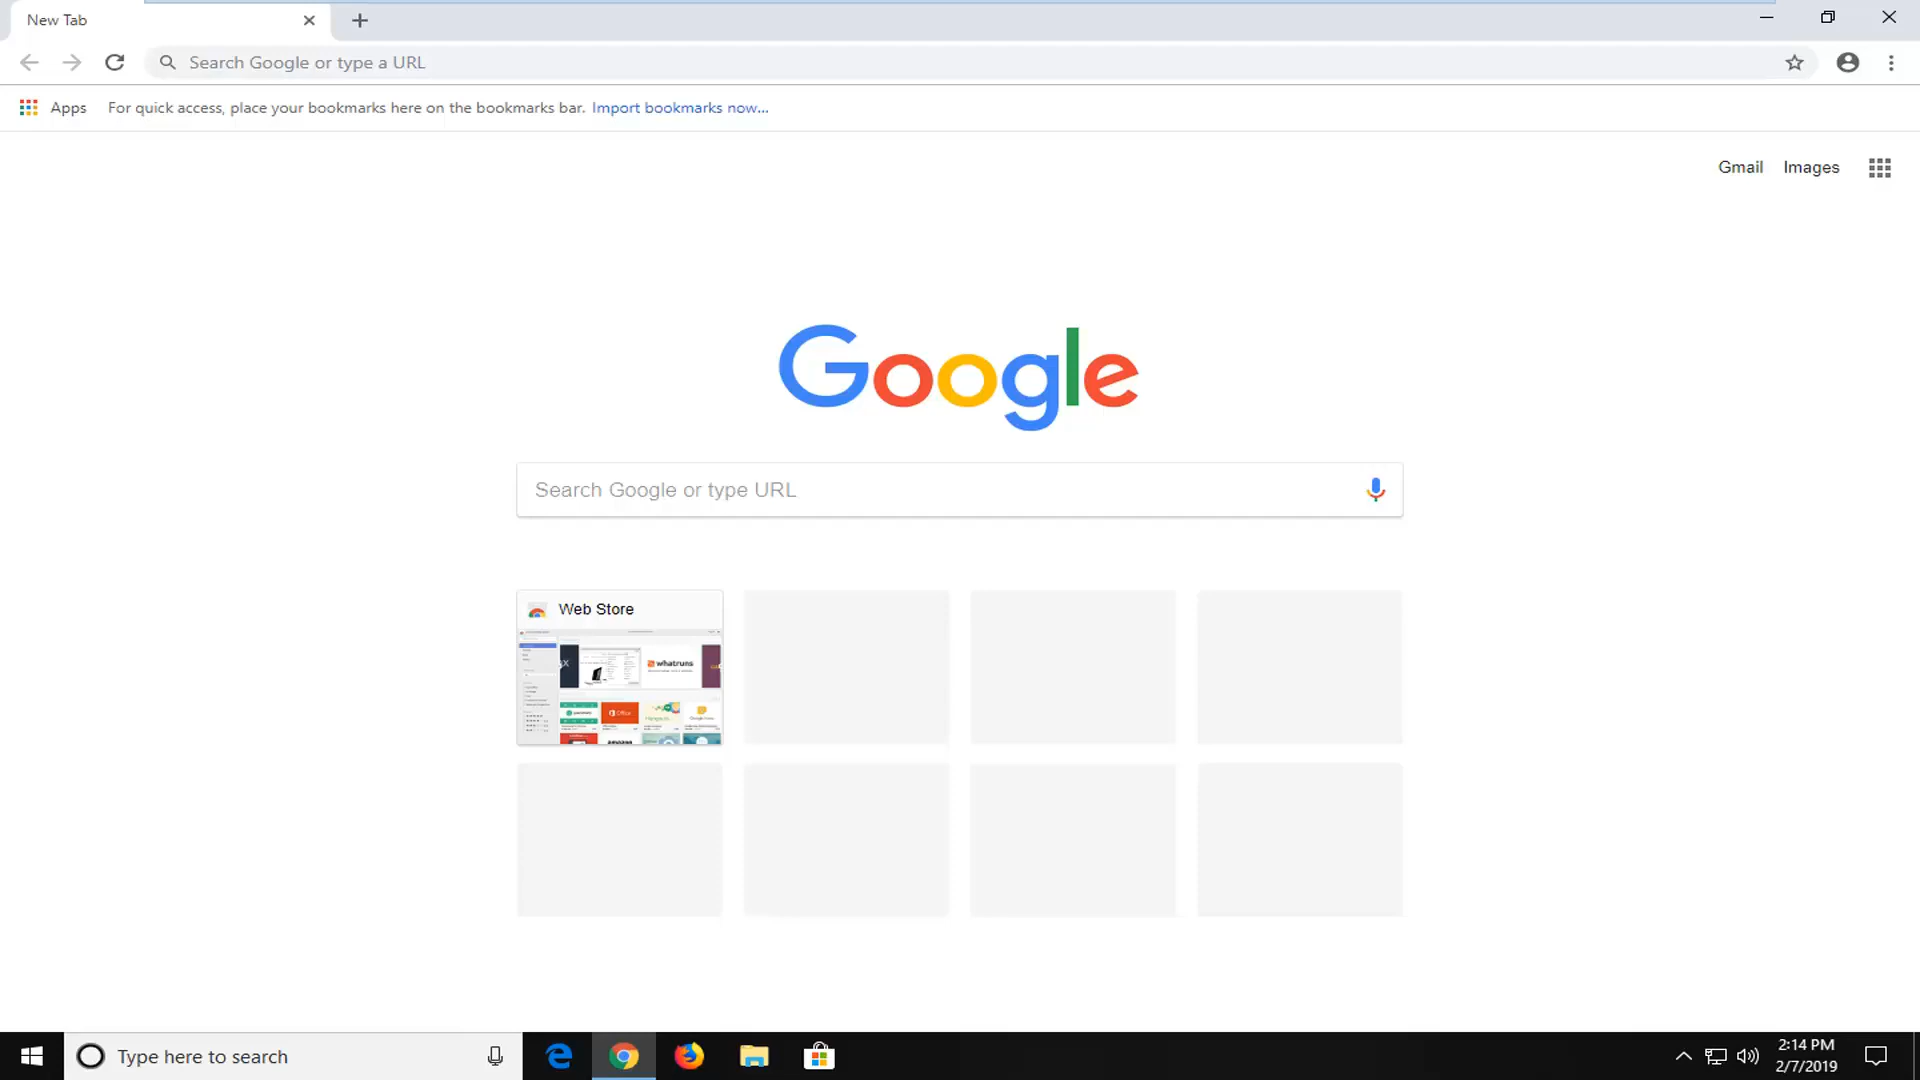 New Tab
Search Google or type a URL
Apps For quick access, place your bookmarks here on the bookmarks bar. Import bookmarks now...
Gmail Images
Google
Search Google or type URL
Web Store
whatruns
Office
amazon
Type here to search
2:14 PM
2/7/2019